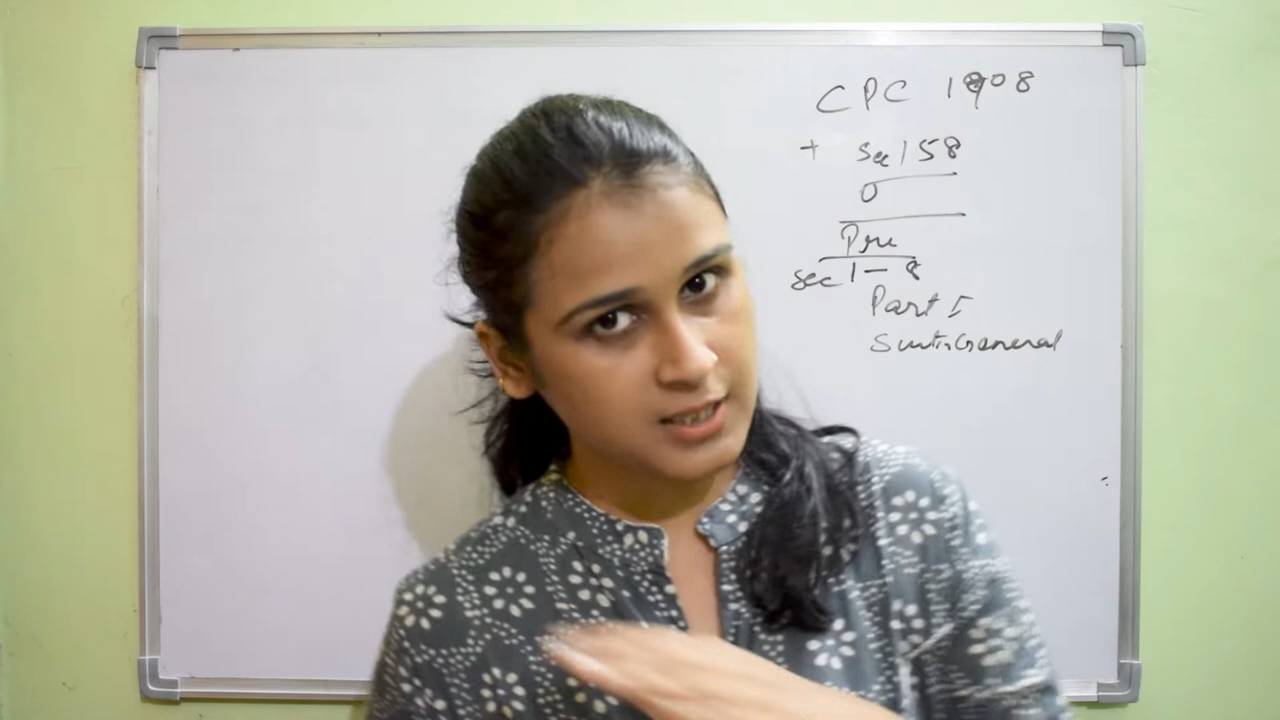 CPC 1908
+ Sec 158
O
Pre
Sec 1 - 8
Part I
Suits General